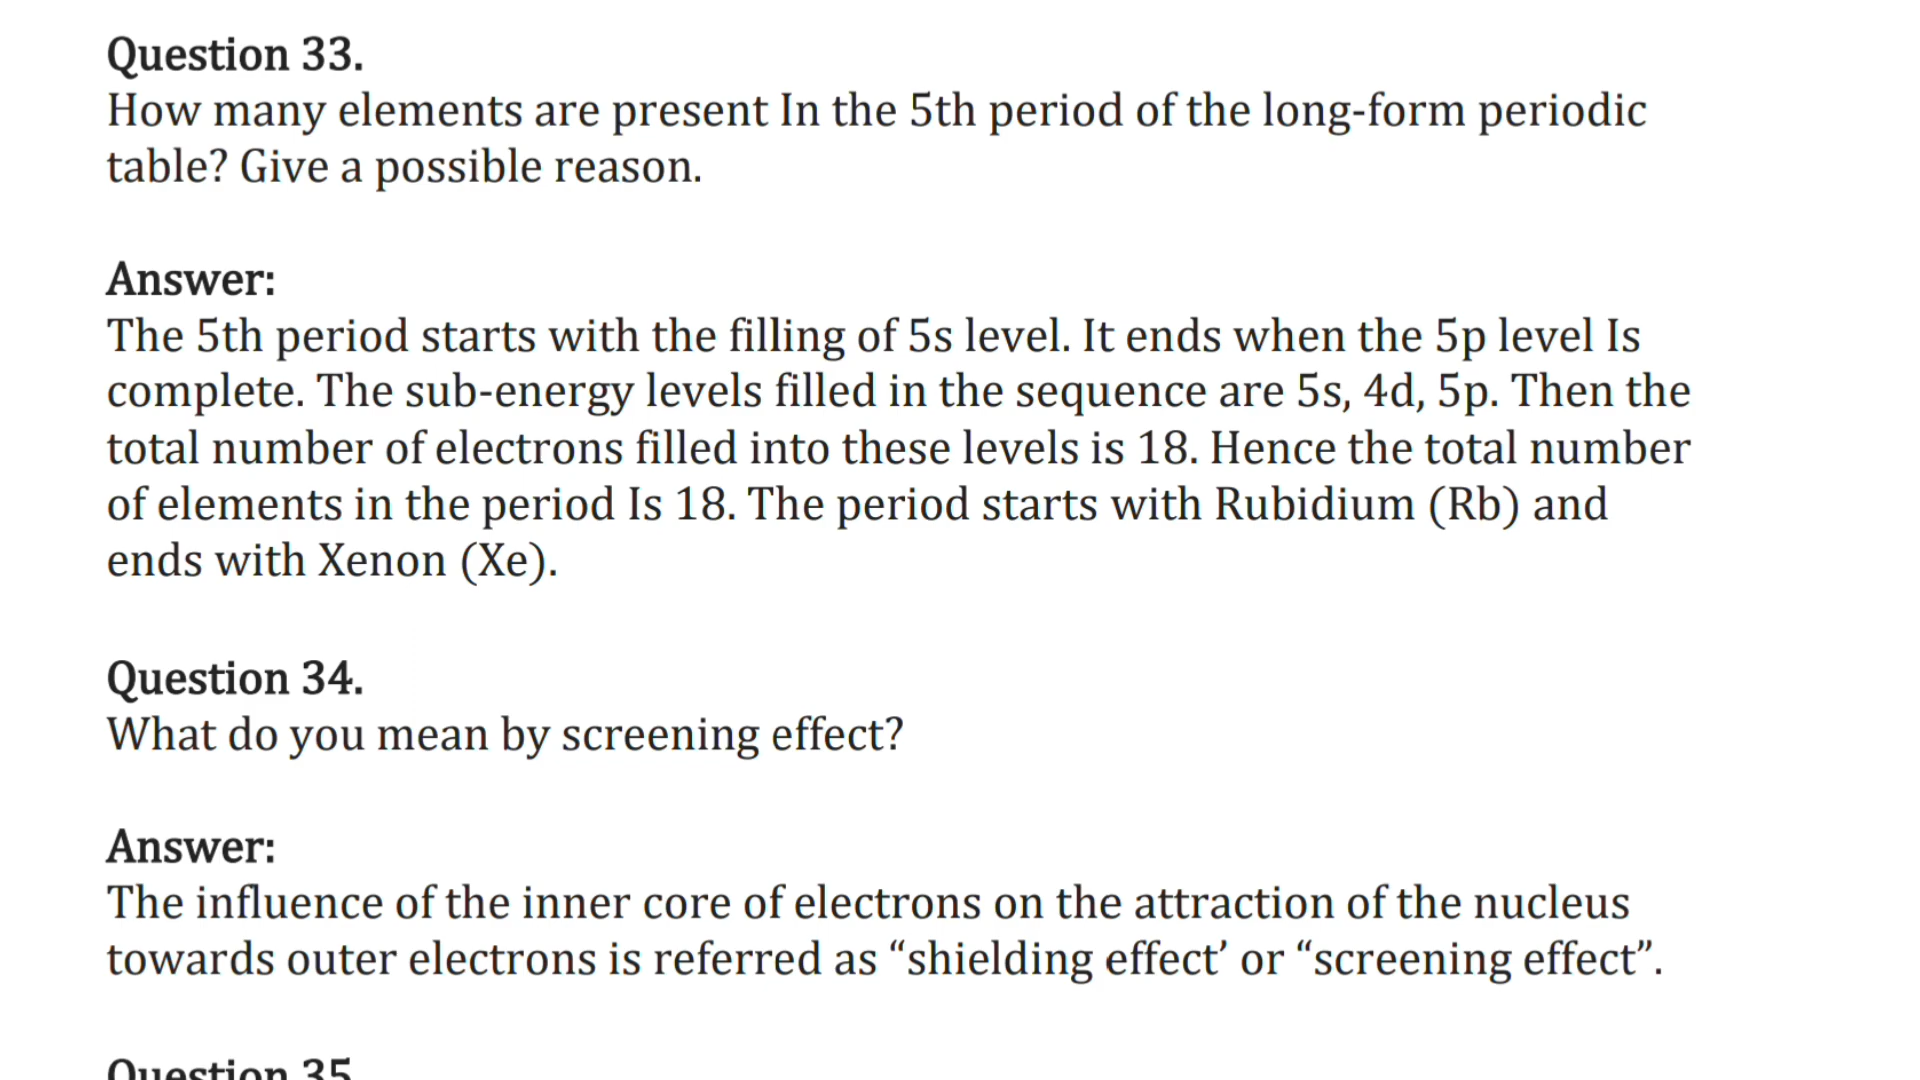 Question 33.
How many elements are present In the 5th period of the long-form periodic
table? Give a possible reason.
Answer:
The 5th period starts with the filling of 5s level. It ends when the 5p level Is
complete. The sub-energy levels filled in the sequence are 5s, 4d, 5p. Then the
total number of electrons filled into these levels is 18. Hence the total number
of elements in the period Is 18. The period starts with Rubidium (Rb) and
ends with Xenon (Xe).
Question 34.
What do you mean by screening effect?
Answer:
The influence of the inner core of electrons on the attraction of the nucleus
towards outer electrons is referred as “shielding effect’ or “screening effect”.
Question 35